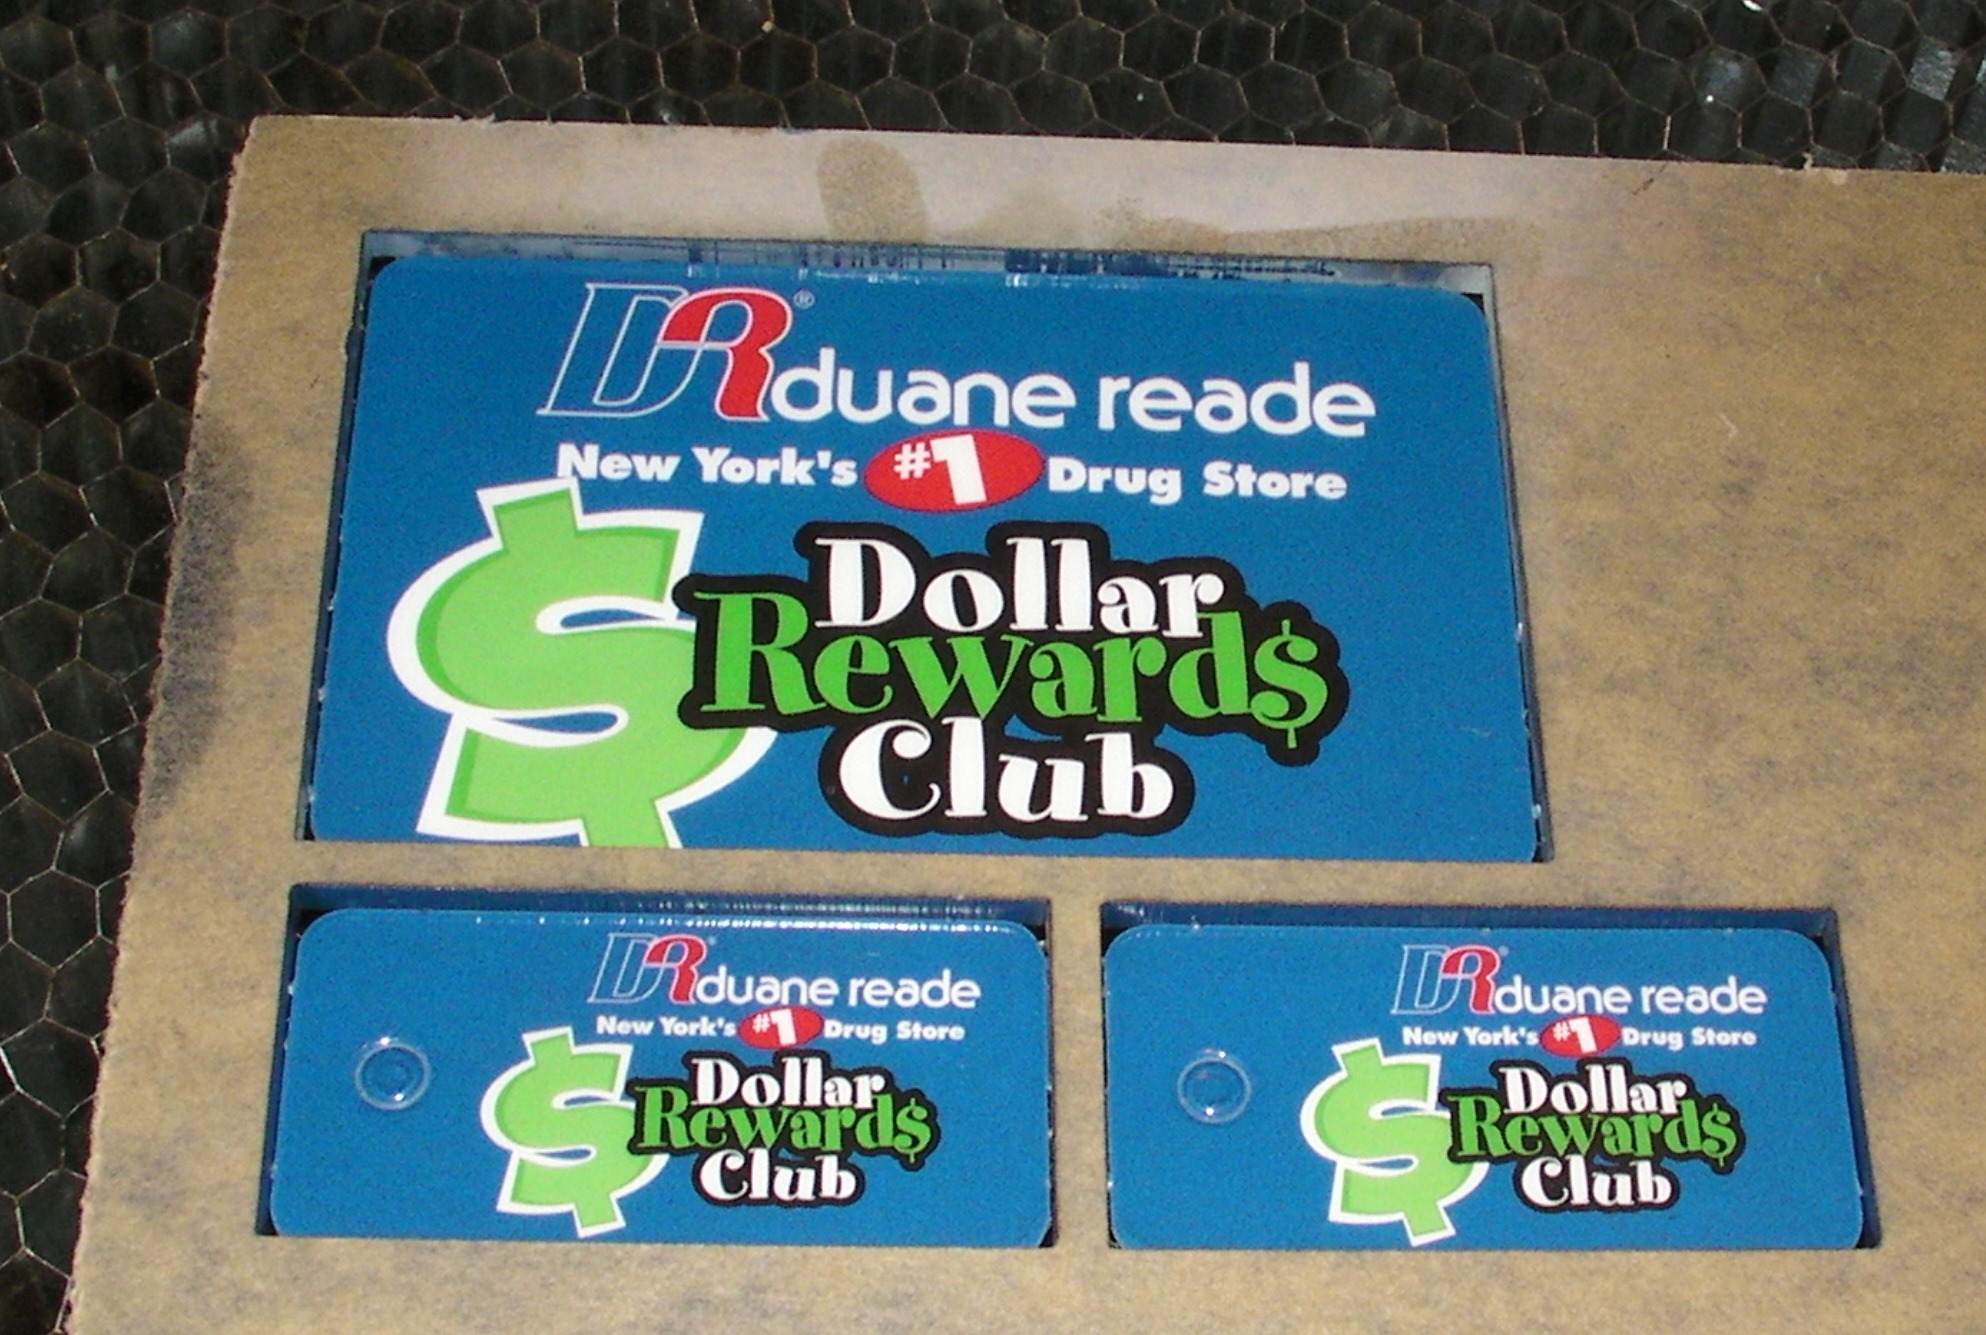 DR® duane reade
New York's #1 Drug Store
$ Dollar
Reward$
Club
DR® duane reade
New York's #1 Drug Store
$ Dollar
Reward$
Club
DR® duane reade
New York's #1 Drug Store
$ Dollar
Reward$
Club